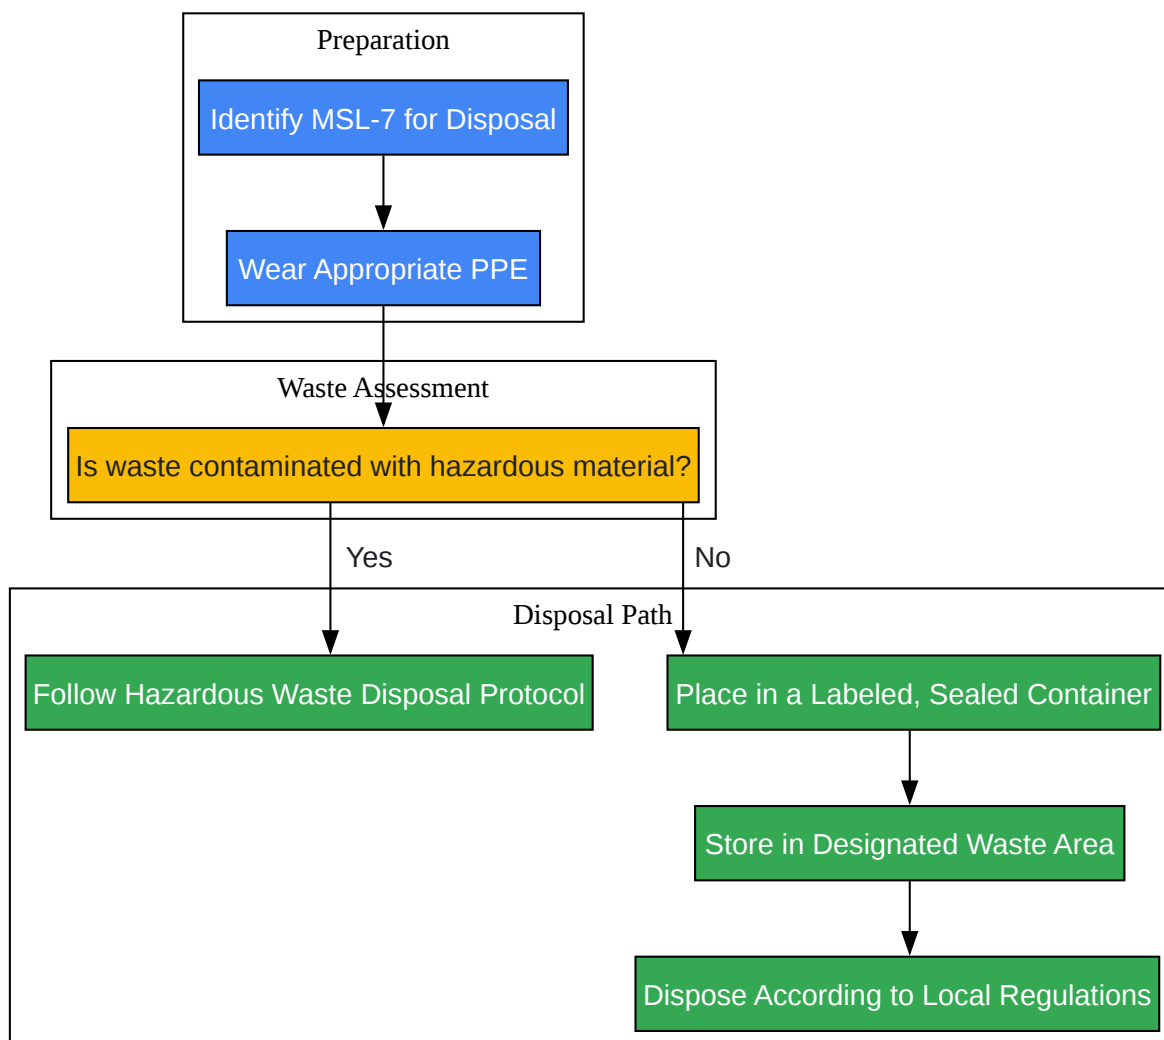 Preparation
Identify MSL-7 for Disposal
Wear Appropriate PPE
Waste Assessment
Is waste contaminated with hazardous material?
Yes
No
Disposal Path
Follow Hazardous Waste Disposal Protocol
Place in a Labeled, Sealed Container
Store in Designated Waste Area
Dispose According to Local Regulations